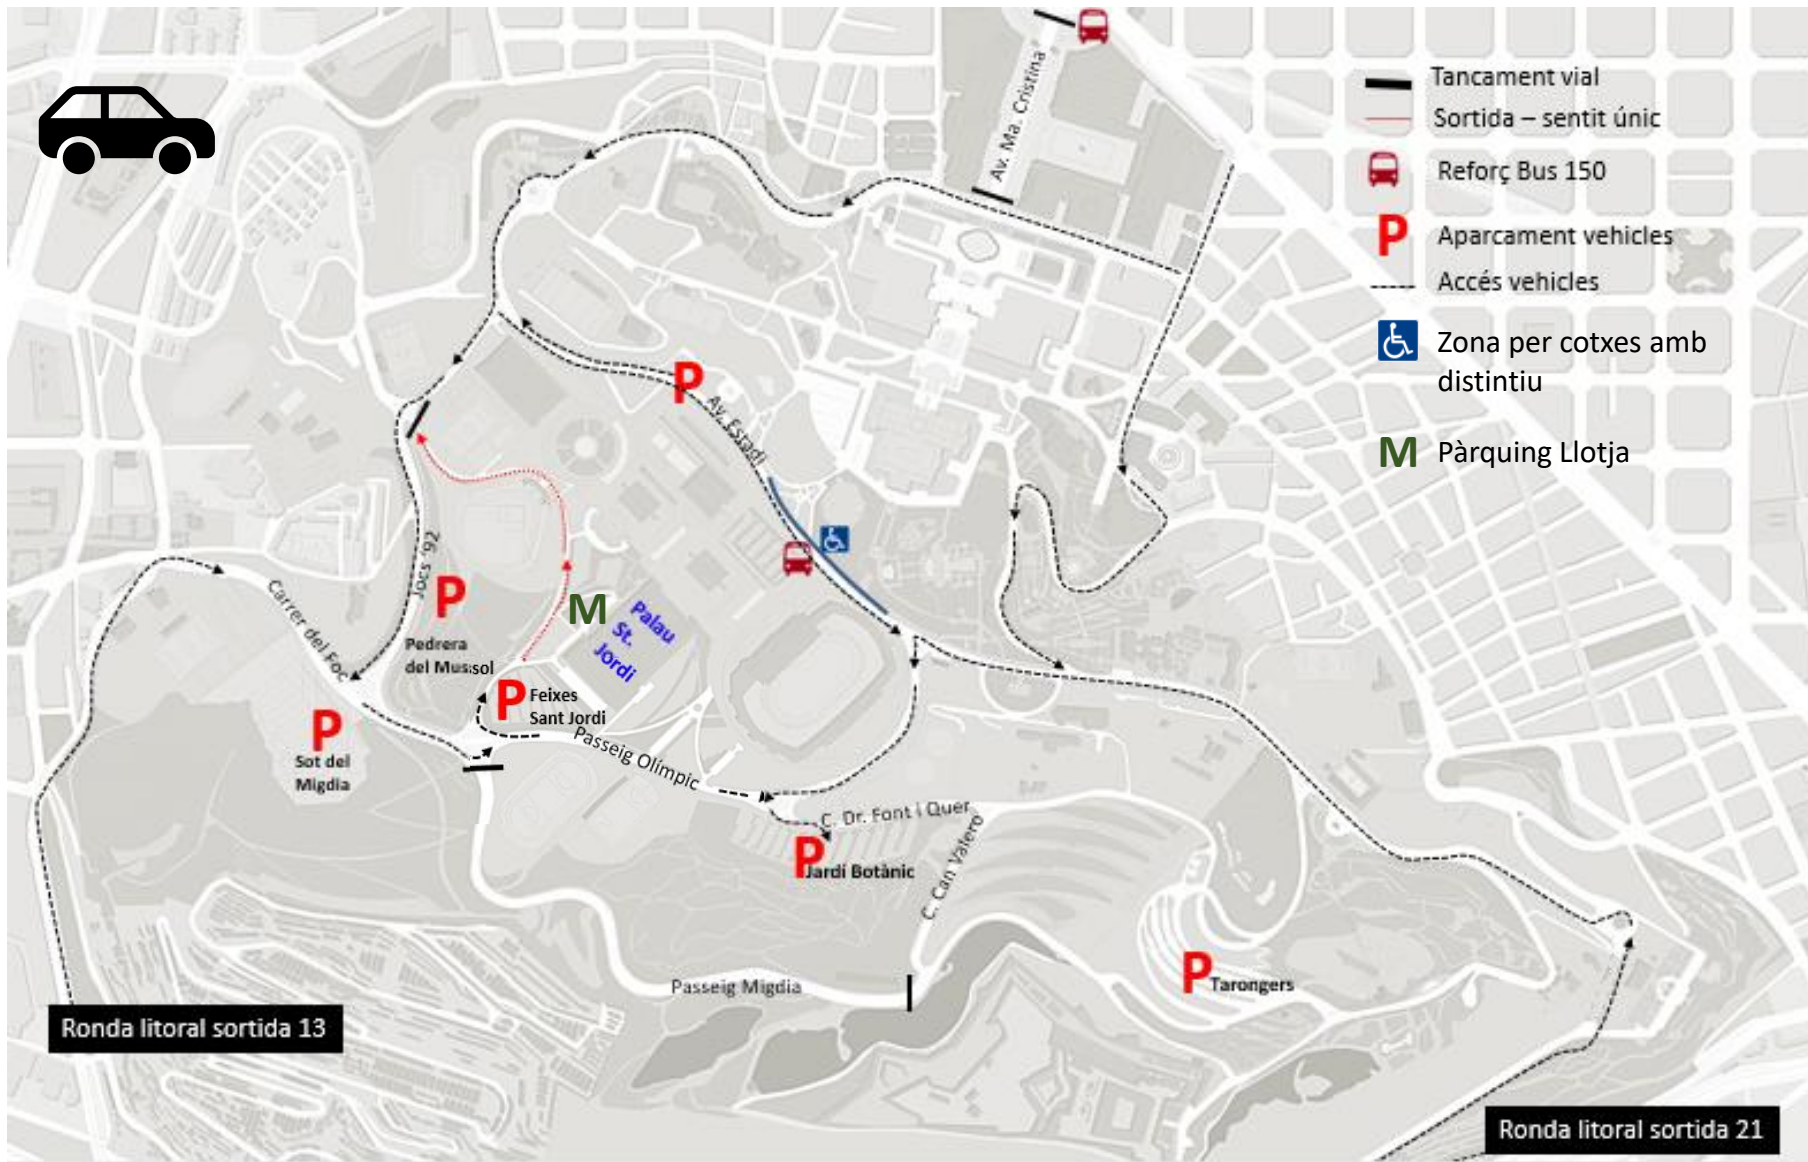 Tancament vial
Sortida – sentit únic
Reforç Bus 150
P Aparcament vehicles
Accés vehicles
Zona per cotxes amb
distintiu
M Pàrquing Llotja
Av. Ma. Cristina
P
Av. Estadi
Jocs '92
P
Pedrera
del Mussol
Carrer del Foc
M
Palau
St.
Jordi
P Feixes
Sant Jordi
P
Sot del
Migdia
Passeig Olímpic
C. Dr. Font i Quer
P
Jardí Botànic
C. Can Valero
Passeig Migdia
P Tarongers
Ronda litoral sortida 13
Ronda litoral sortida 21